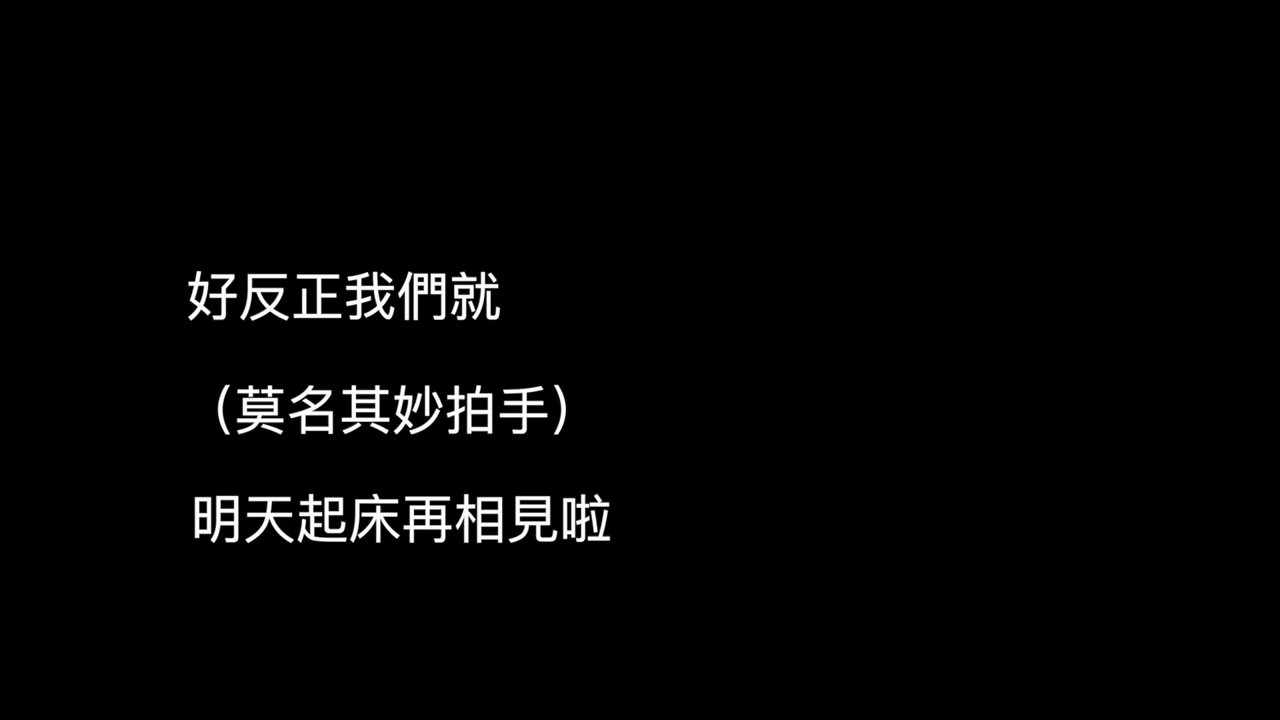 好反正我們就
（莫名其妙拍手）
明天起床再相見啦